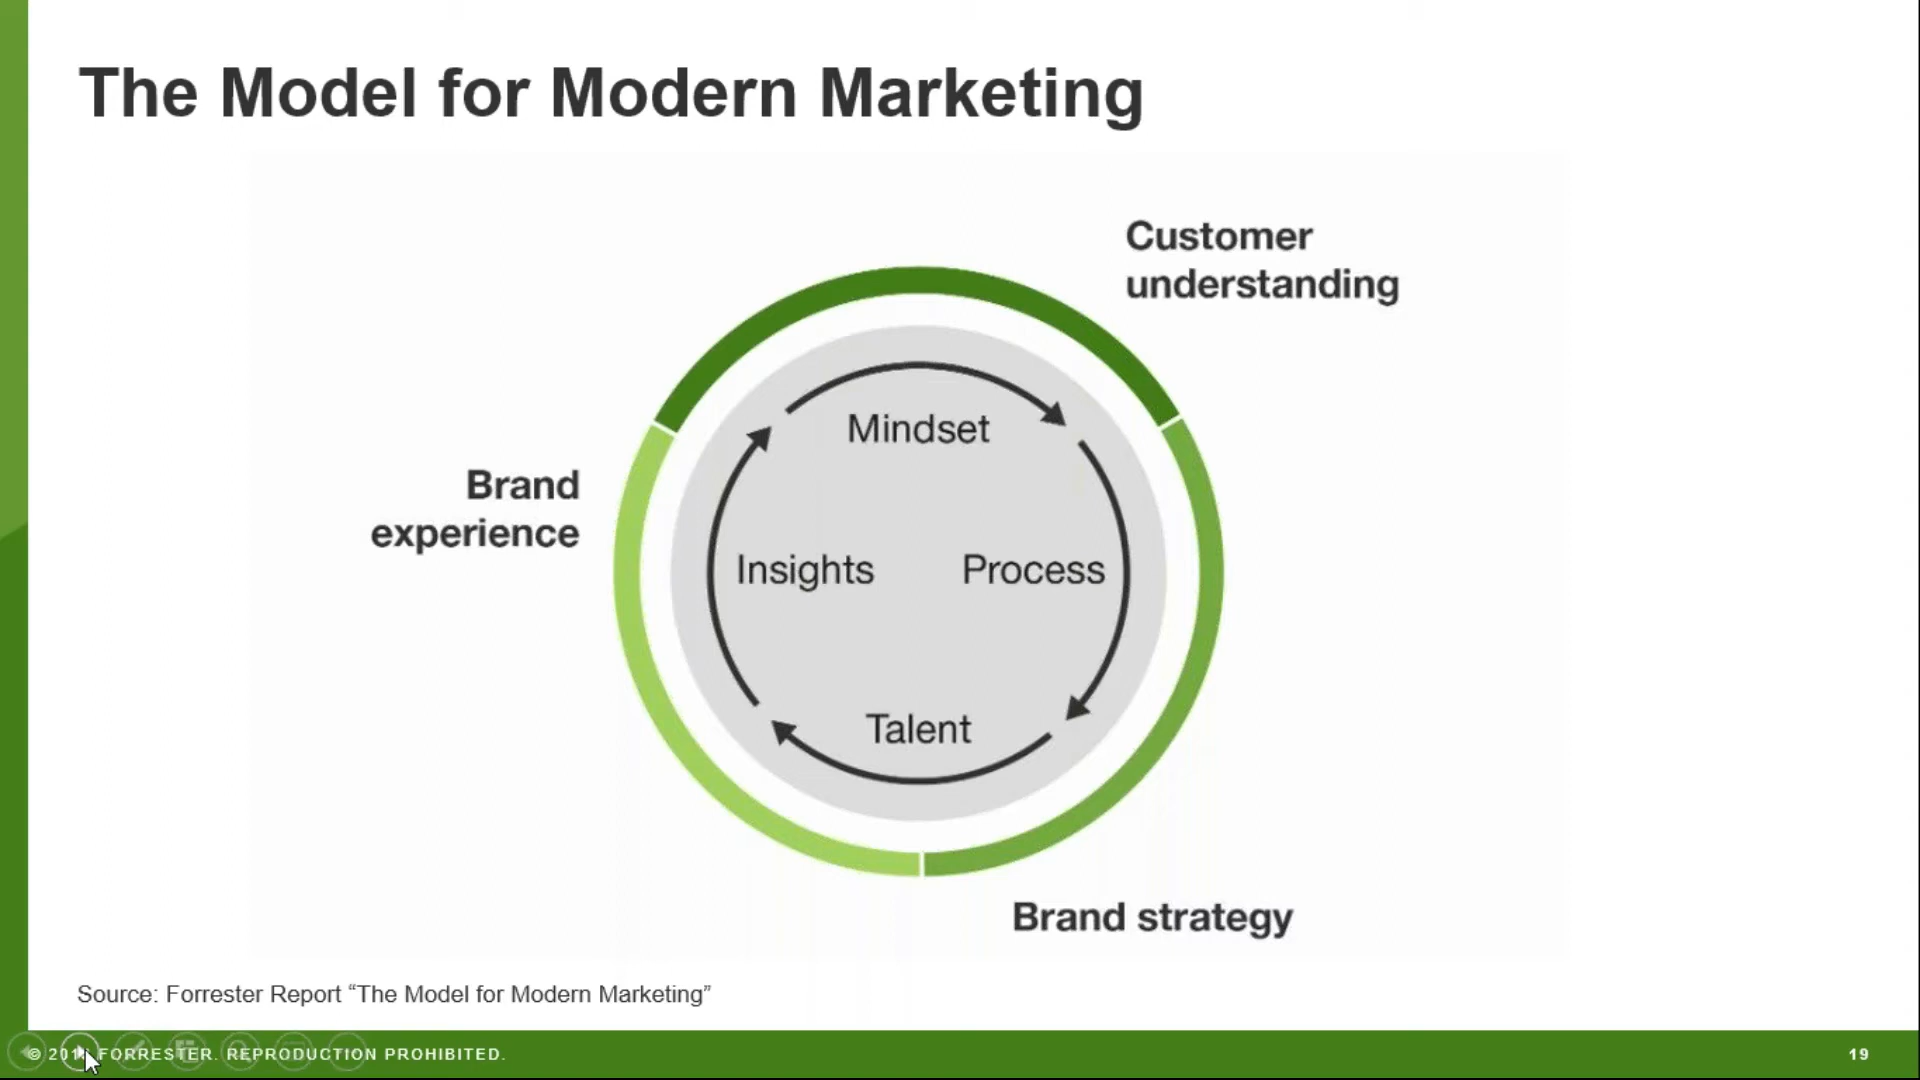 The Model for Modern Marketing
Customer
understanding
Mindset
Brand
experience
Insights
Process
Talent
Brand strategy
Source: Forrester Report “The Model for Modern Marketing”
© FORRESTER. REPRODUCTION PROHIBITED.
19